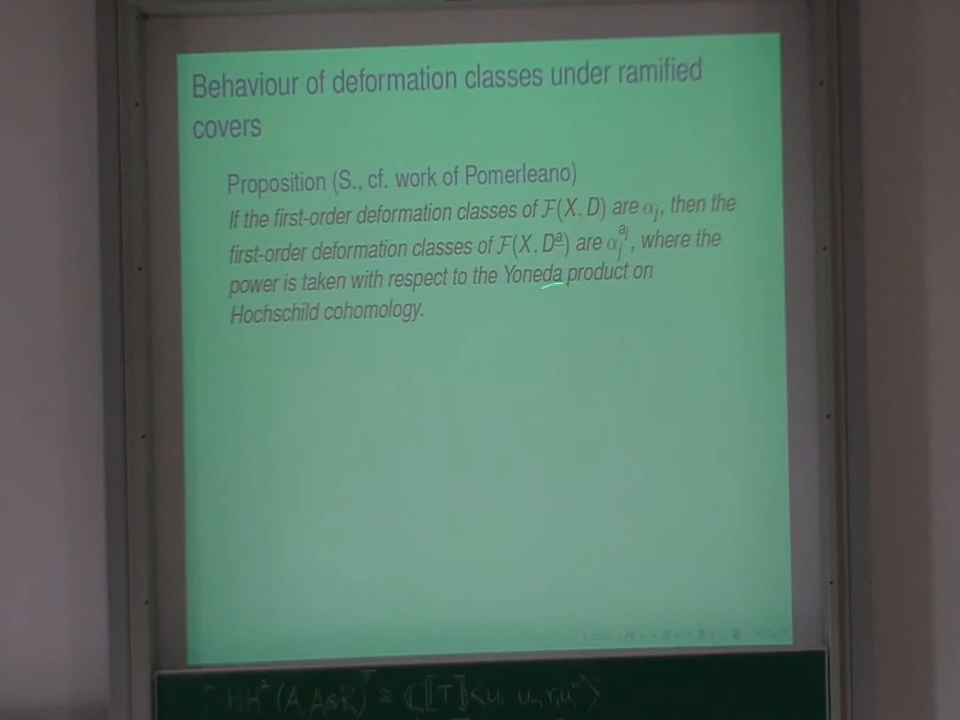 Behaviour of deformation classes under ramified
covers
Proposition (S., cf. work of Pomerleano)
If the first-order deformation classes of F(X, D) are α_j, then the
first-order deformation classes of F(X, D^a) are α_j^{a_j}, where the
power is taken with respect to the Yoneda product on
Hochschild cohomology.
HH² (A, A⊗R) ≅ ℂ[[T]]<u₁